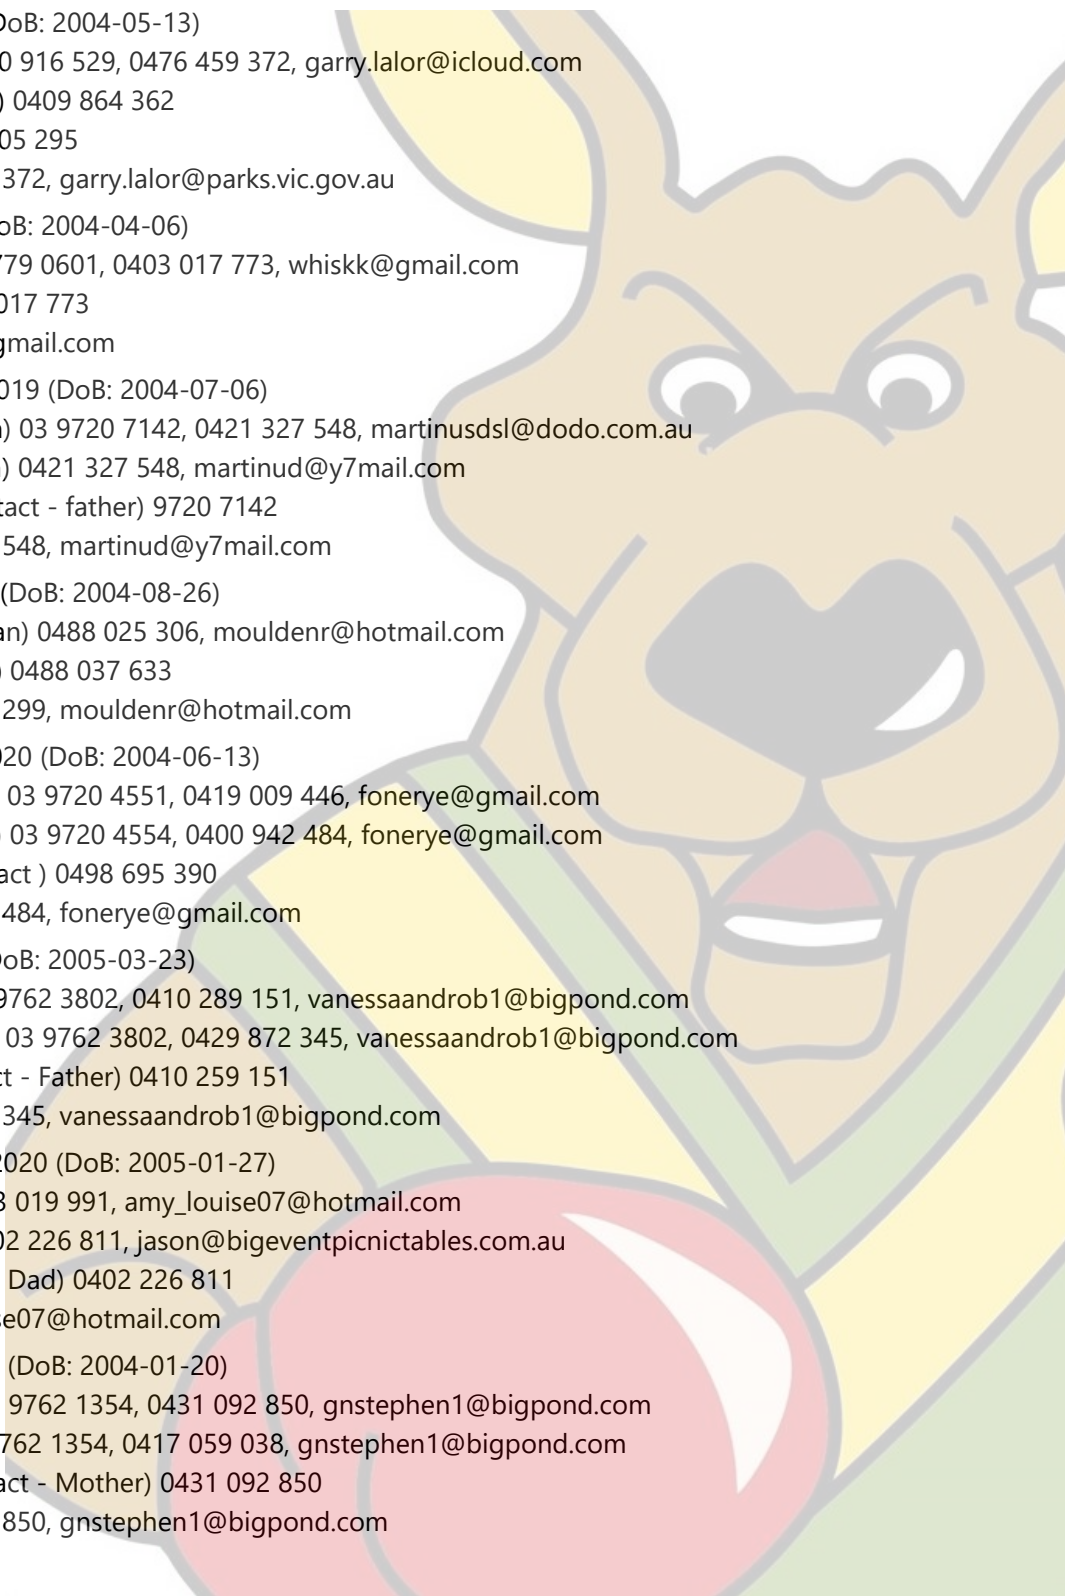 DoB: 2004-05-13)
0 916 529, 0476 459 372, garry.lalor@icloud.com
) 0409 864 362
05 295
372, garry.lalor@parks.vic.gov.au
oB: 2004-04-06)
779 0601, 0403 017 773, whiskk@gmail.com
017 773
gmail.com
019 (DoB: 2004-07-06)
) 03 9720 7142, 0421 327 548, martinusdsl@dodo.com.au
) 0421 327 548, martinud@y7mail.com
tact - father) 9720 7142
548, martinud@y7mail.com
(DoB: 2004-08-26)
an) 0488 025 306, mouldenr@hotmail.com
) 0488 037 633
299, mouldenr@hotmail.com
020 (DoB: 2004-06-13)
03 9720 4551, 0419 009 446, fonerye@gmail.com
03 9720 4554, 0400 942 484, fonerye@gmail.com
act ) 0498 695 390
484, fonerye@gmail.com
DoB: 2005-03-23)
9762 3802, 0410 289 151, vanessaandrob1@bigpond.com
03 9762 3802, 0429 872 345, vanessaandrob1@bigpond.com
ct - Father) 0410 259 151
345, vanessaandrob1@bigpond.com
2020 (DoB: 2005-01-27)
3 019 991, amy_louise07@hotmail.com
02 226 811, jason@bigeventpicnictables.com.au
Dad) 0402 226 811
se07@hotmail.com
(DoB: 2004-01-20)
9762 1354, 0431 092 850, gnstephen1@bigpond.com
762 1354, 0417 059 038, gnstephen1@bigpond.com
act - Mother) 0431 092 850
850, gnstephen1@bigpond.com